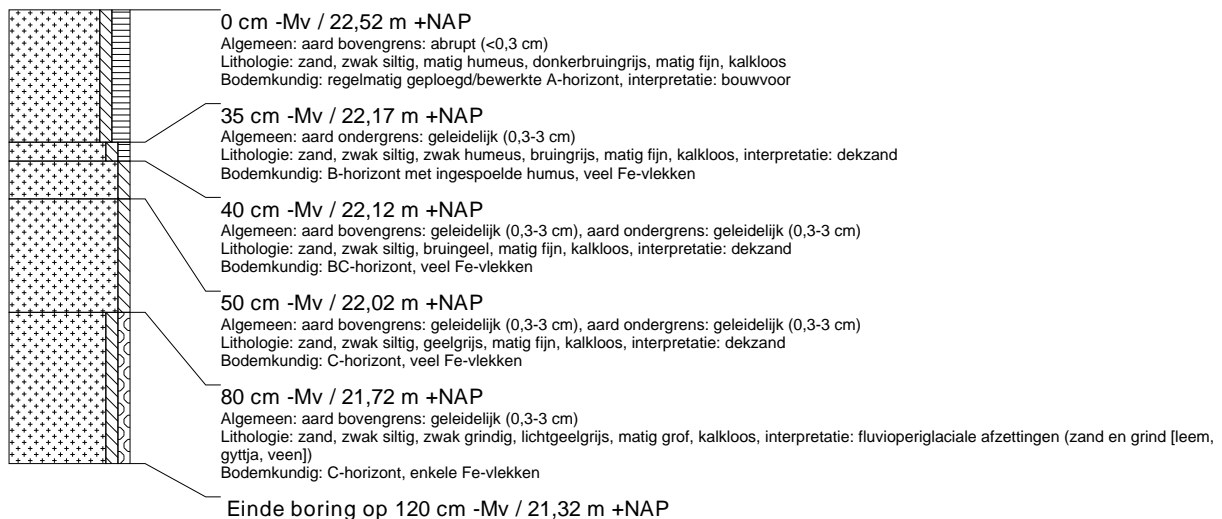 0 cm -Mv / 22,52 m +NAP
Algemeen: aard bovengrens: abrupt (<0,3 cm)
Lithologie: zand, zwak siltig, matig humeus, donkerbruingrijs, matig fijn, kalkloos
Bodemkundig: regelmatig geploegd/bewerkte A-horizont, interpretatie: bouwvoor
35 cm -Mv / 22,17 m +NAP
Algemeen: aard ondergrens: geleidelijk (0,3-3 cm)
Lithologie: zand, zwak siltig, zwak humeus, bruingrijs, matig fijn, kalkloos, interpretatie: dekzand
Bodemkundig: B-horizont met ingespoelde humus, veel Fe-vlekken
40 cm -Mv / 22,12 m +NAP
Algemeen: aard bovengrens: geleidelijk (0,3-3 cm), aard ondergrens: geleidelijk (0,3-3 cm)
Lithologie: zand, zwak siltig, bruingeel, matig fijn, kalkloos, interpretatie: dekzand
Bodemkundig: BC-horizont, veel Fe-vlekken
50 cm -Mv / 22,02 m +NAP
Algemeen: aard bovengrens: geleidelijk (0,3-3 cm), aard ondergrens: geleidelijk (0,3-3 cm)
Lithologie: zand, zwak siltig, geelgrijs, matig fijn, kalkloos, interpretatie: dekzand
Bodemkundig: C-horizont, veel Fe-vlekken
80 cm -Mv / 21,72 m +NAP
Algemeen: aard bovengrens: geleidelijk (0,3-3 cm)
Lithologie: zand, zwak siltig, zwak grindig, lichtgeelgrijs, matig grof, kalkloos, interpretatie: fluvioperiglaciale afzettingen (zand en grind [leem,
gyttja, veen])
Bodemkundig: C-horizont, enkele Fe-vlekken
Einde boring op 120 cm -Mv / 21,32 m +NAP